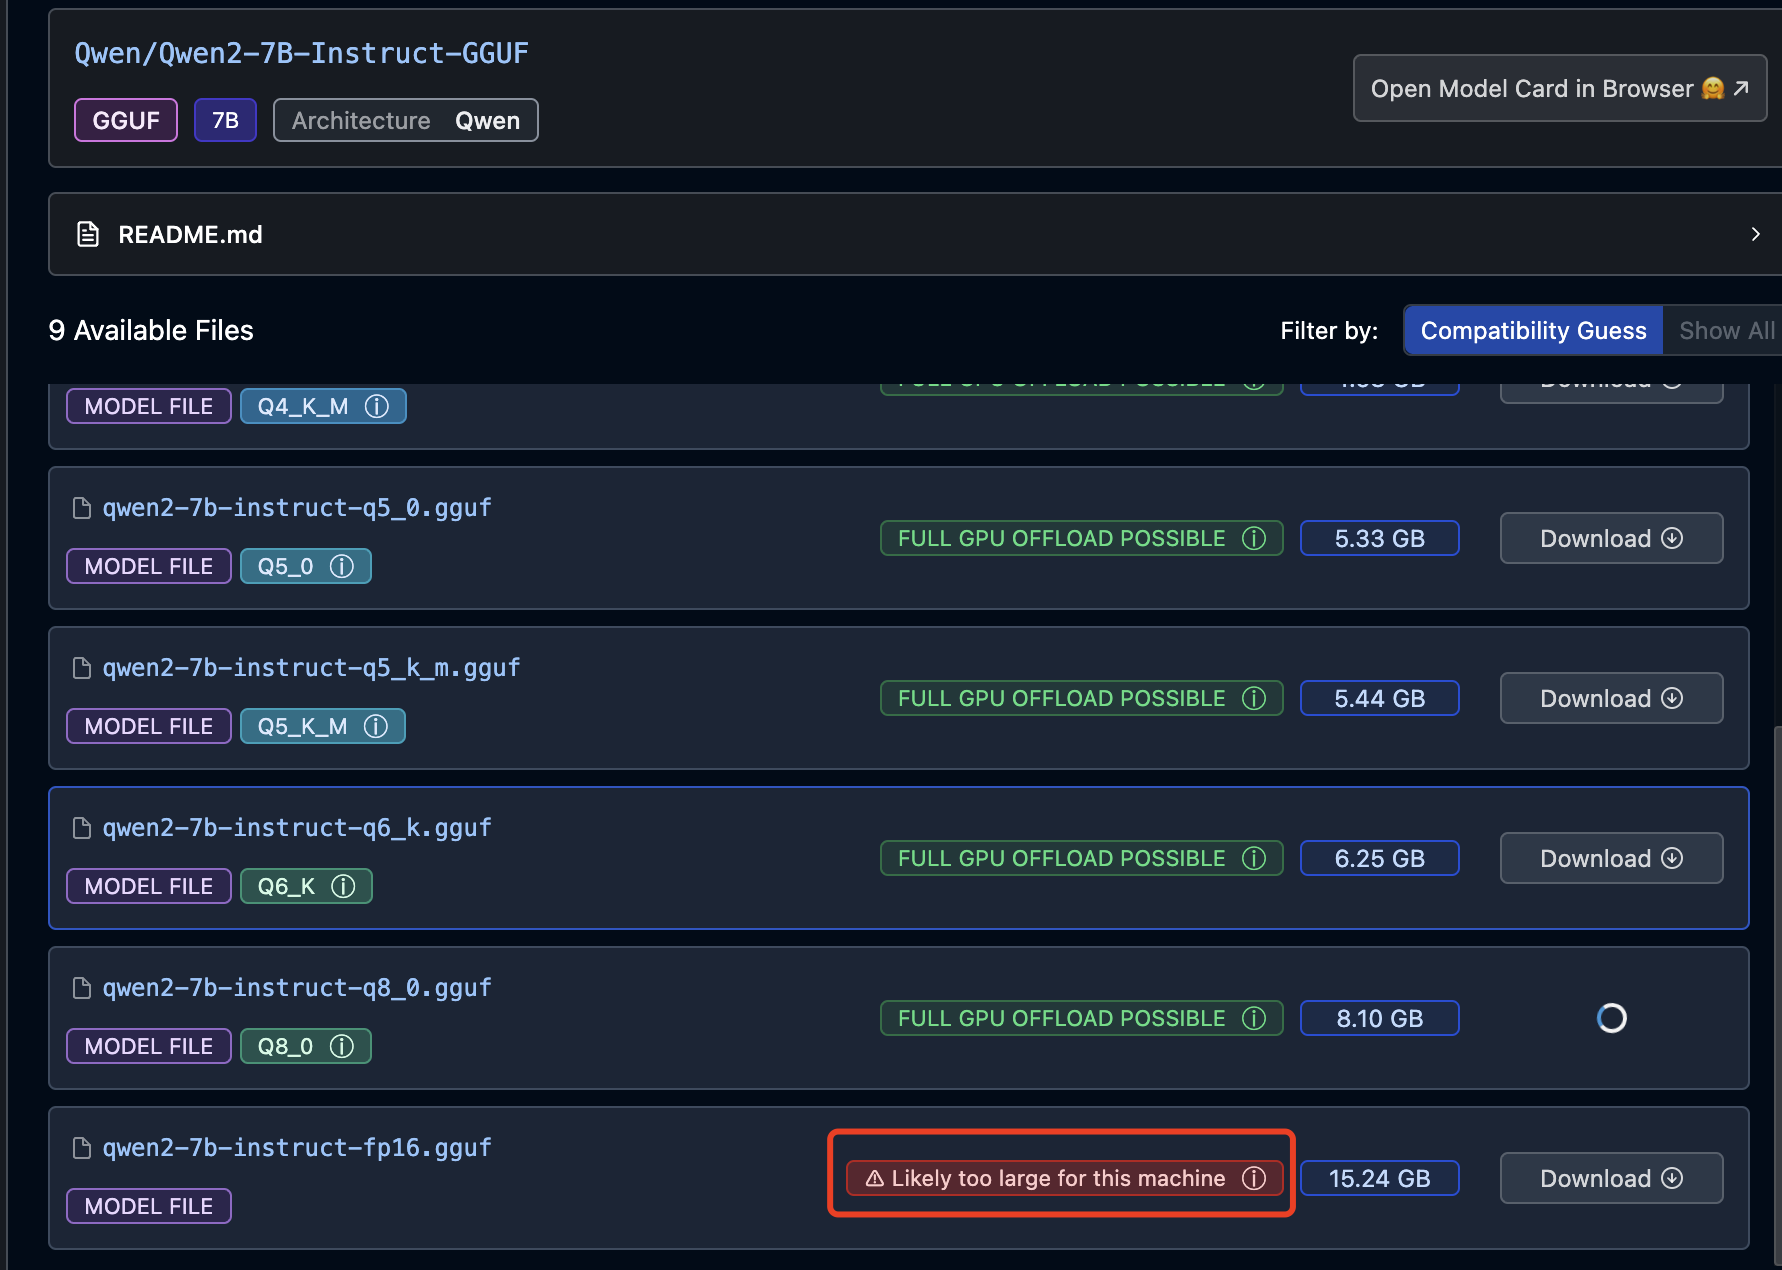 Qwen/Qwen2-7B-Instruct-GGUF
Open Model Card in Browser 🤗 ↗
GGUF 7B Architecture Qwen
README.md
9 Available Files
Filter by: Compatibility Guess Show All
FULL GPU OFFLOAD POSSIBLE Download
MODEL FILE Q4_K_M
qwen2-7b-instruct-q5_0.gguf
FULL GPU OFFLOAD POSSIBLE 5.33 GB Download
MODEL FILE Q5_0
qwen2-7b-instruct-q5_k_m.gguf
FULL GPU OFFLOAD POSSIBLE 5.44 GB Download
MODEL FILE Q5_K_M
qwen2-7b-instruct-q6_k.gguf
FULL GPU OFFLOAD POSSIBLE 6.25 GB Download
MODEL FILE Q6_K
qwen2-7b-instruct-q8_0.gguf
FULL GPU OFFLOAD POSSIBLE 8.10 GB
MODEL FILE Q8_0
qwen2-7b-instruct-fp16.gguf
⚠ Likely too large for this machine 15.24 GB Download
MODEL FILE